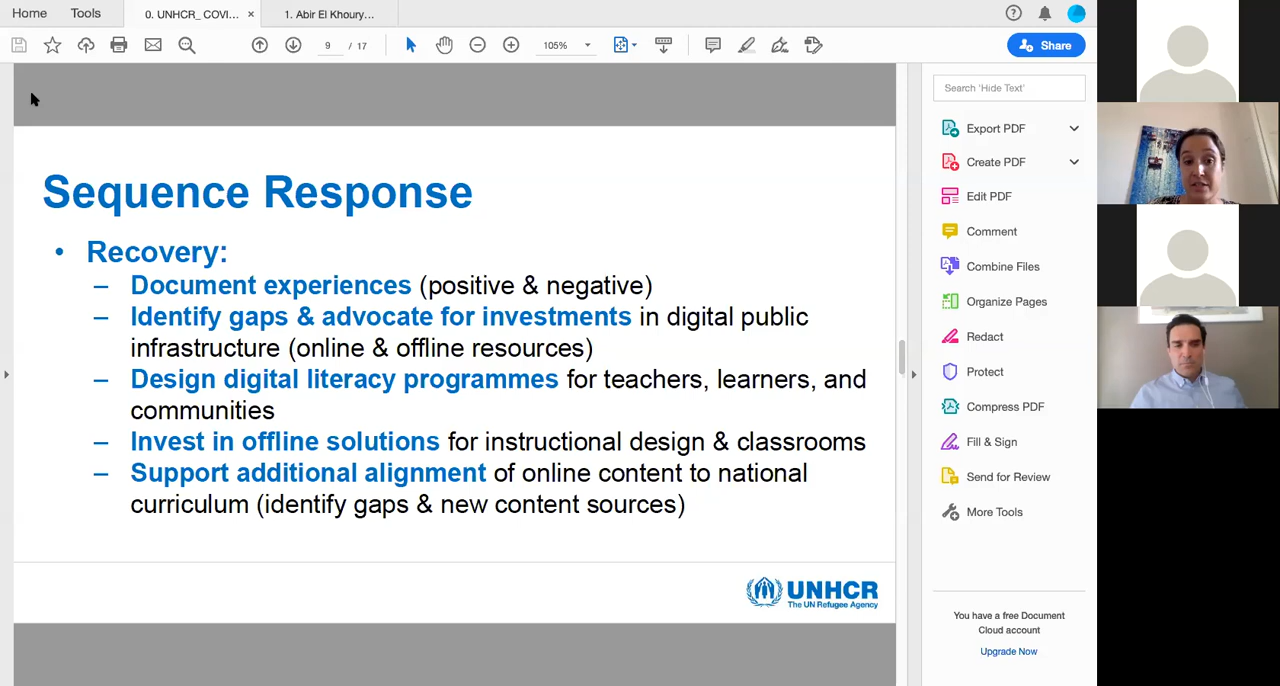 Home Tools 0. UNHCR_ COVI... × 1. Abir El Khoury...
9 / 17 105% Share
Sequence Response
• Recovery:
– Document experiences (positive & negative)
– Identify gaps & advocate for investments in digital public
infrastructure (online & offline resources)
– Design digital literacy programmes for teachers, learners, and
communities
– Invest in offline solutions for instructional design & classrooms
– Support additional alignment of online content to national
curriculum (identify gaps & new content sources)
UNHCR
The UN Refugee Agency
Search 'Hide Text'
Export PDF
Create PDF
Edit PDF
Comment
Combine Files
Organize Pages
Redact
Protect
Compress PDF
Fill & Sign
Send for Review
More Tools
You have a free Document
Cloud account
Upgrade Now